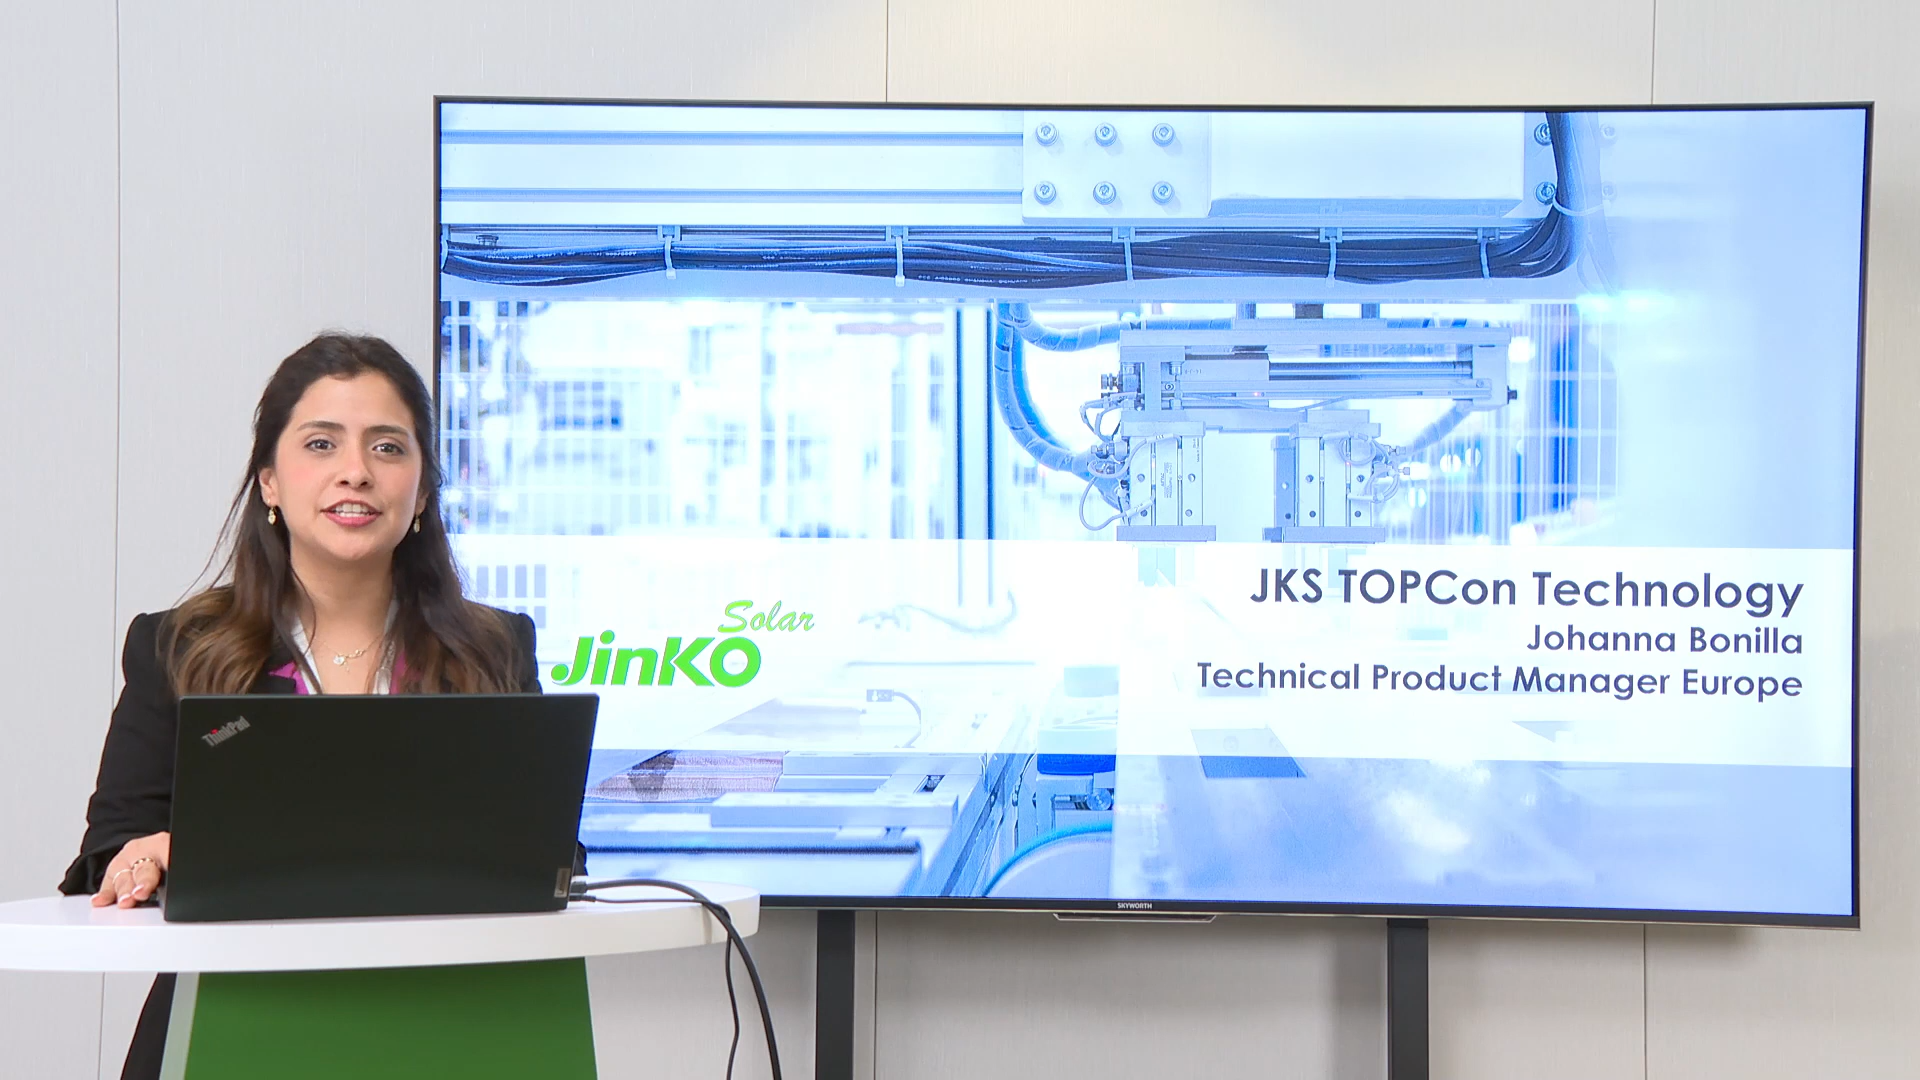 JKS TOPCon Technology
Johanna Bonilla
Technical Product Manager Europe
Solar
JinKO
ThinkPad
SKYWORTH